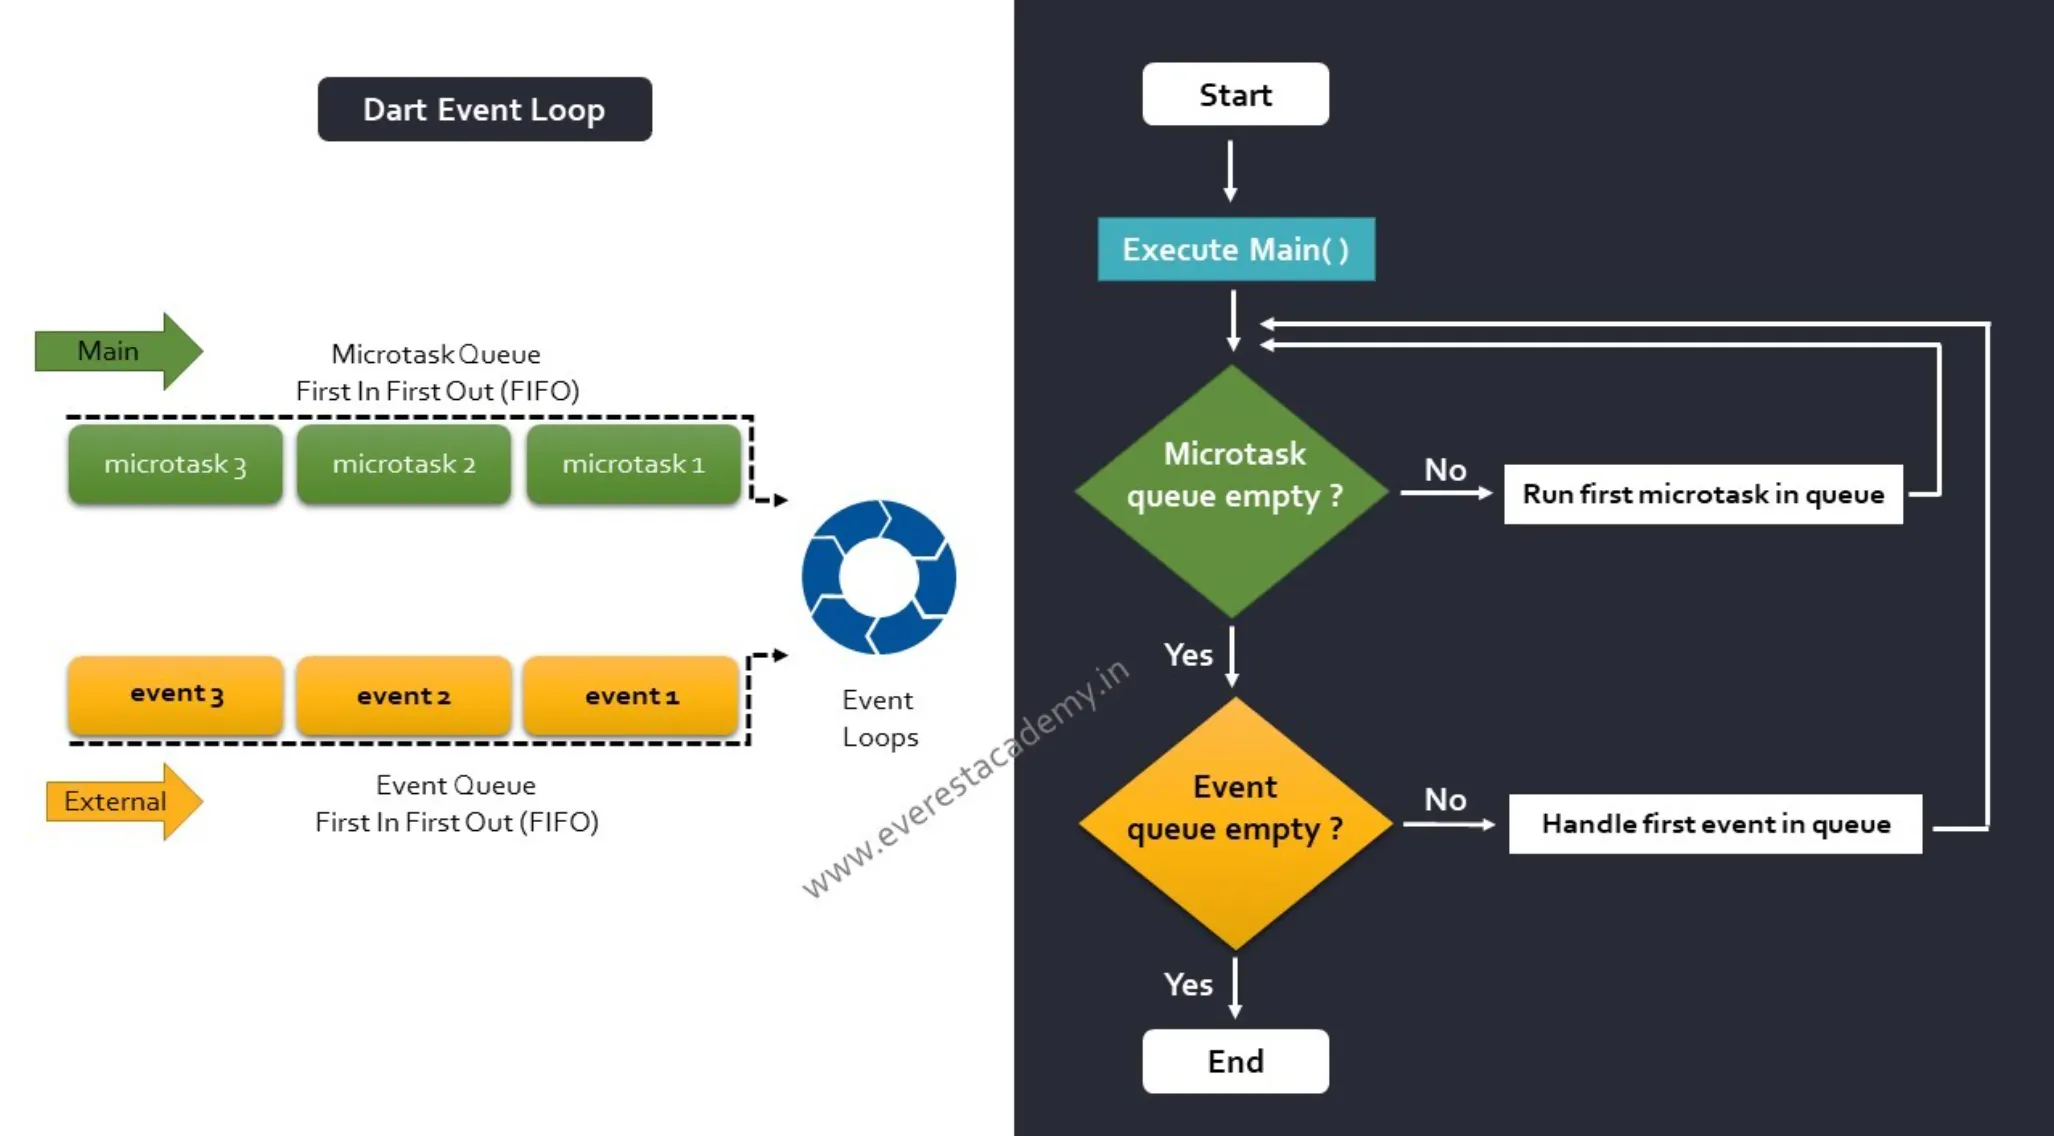 Dart Event Loop
Main
Microtask Queue
First In First Out (FIFO)
microtask 3
microtask 2
microtask 1
event 3
event 2
event 1
Event
Loops
External
Event Queue
First In First Out (FIFO)
www.everestacademy.in
Start
Execute Main( )
Microtask
queue empty ?
No
Run first microtask in queue
Yes
Event
queue empty ?
No
Handle first event in queue
Yes
End